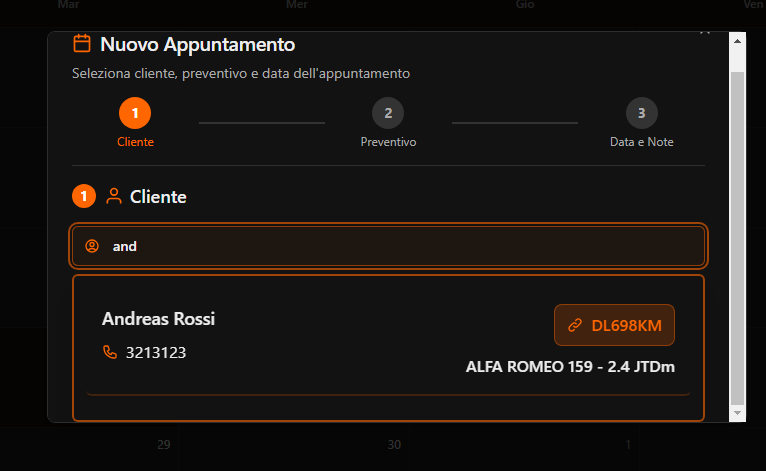 Mar Mer Gio Ven
Nuovo Appuntamento
Seleziona cliente, preventivo e data dell'appuntamento
1 2 3
Cliente Preventivo Data e Note
1 Cliente
and
Andreas Rossi
DL698KM
3213123
ALFA ROMEO 159 - 2.4 JTDm
29 30 1